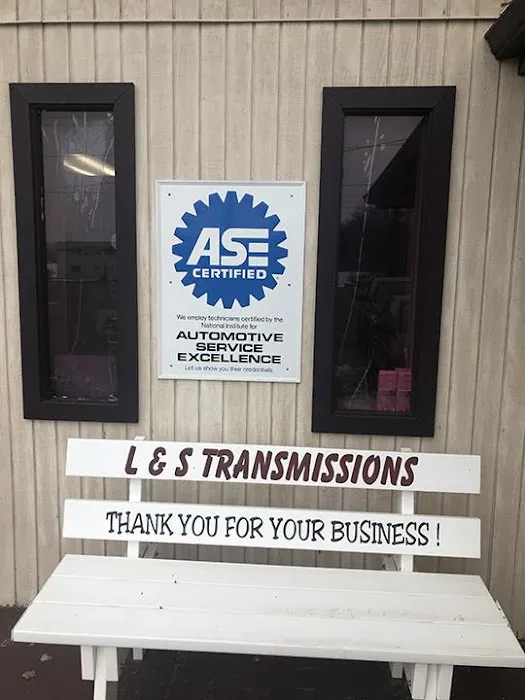 ASE
CERTIFIED
We employ technicians certified by the
National Institute for
AUTOMOTIVE
SERVICE
EXCELLENCE
Let us show you their credentials
L & S TRANSMISSIONS
THANK YOU FOR YOUR BUSINESS !